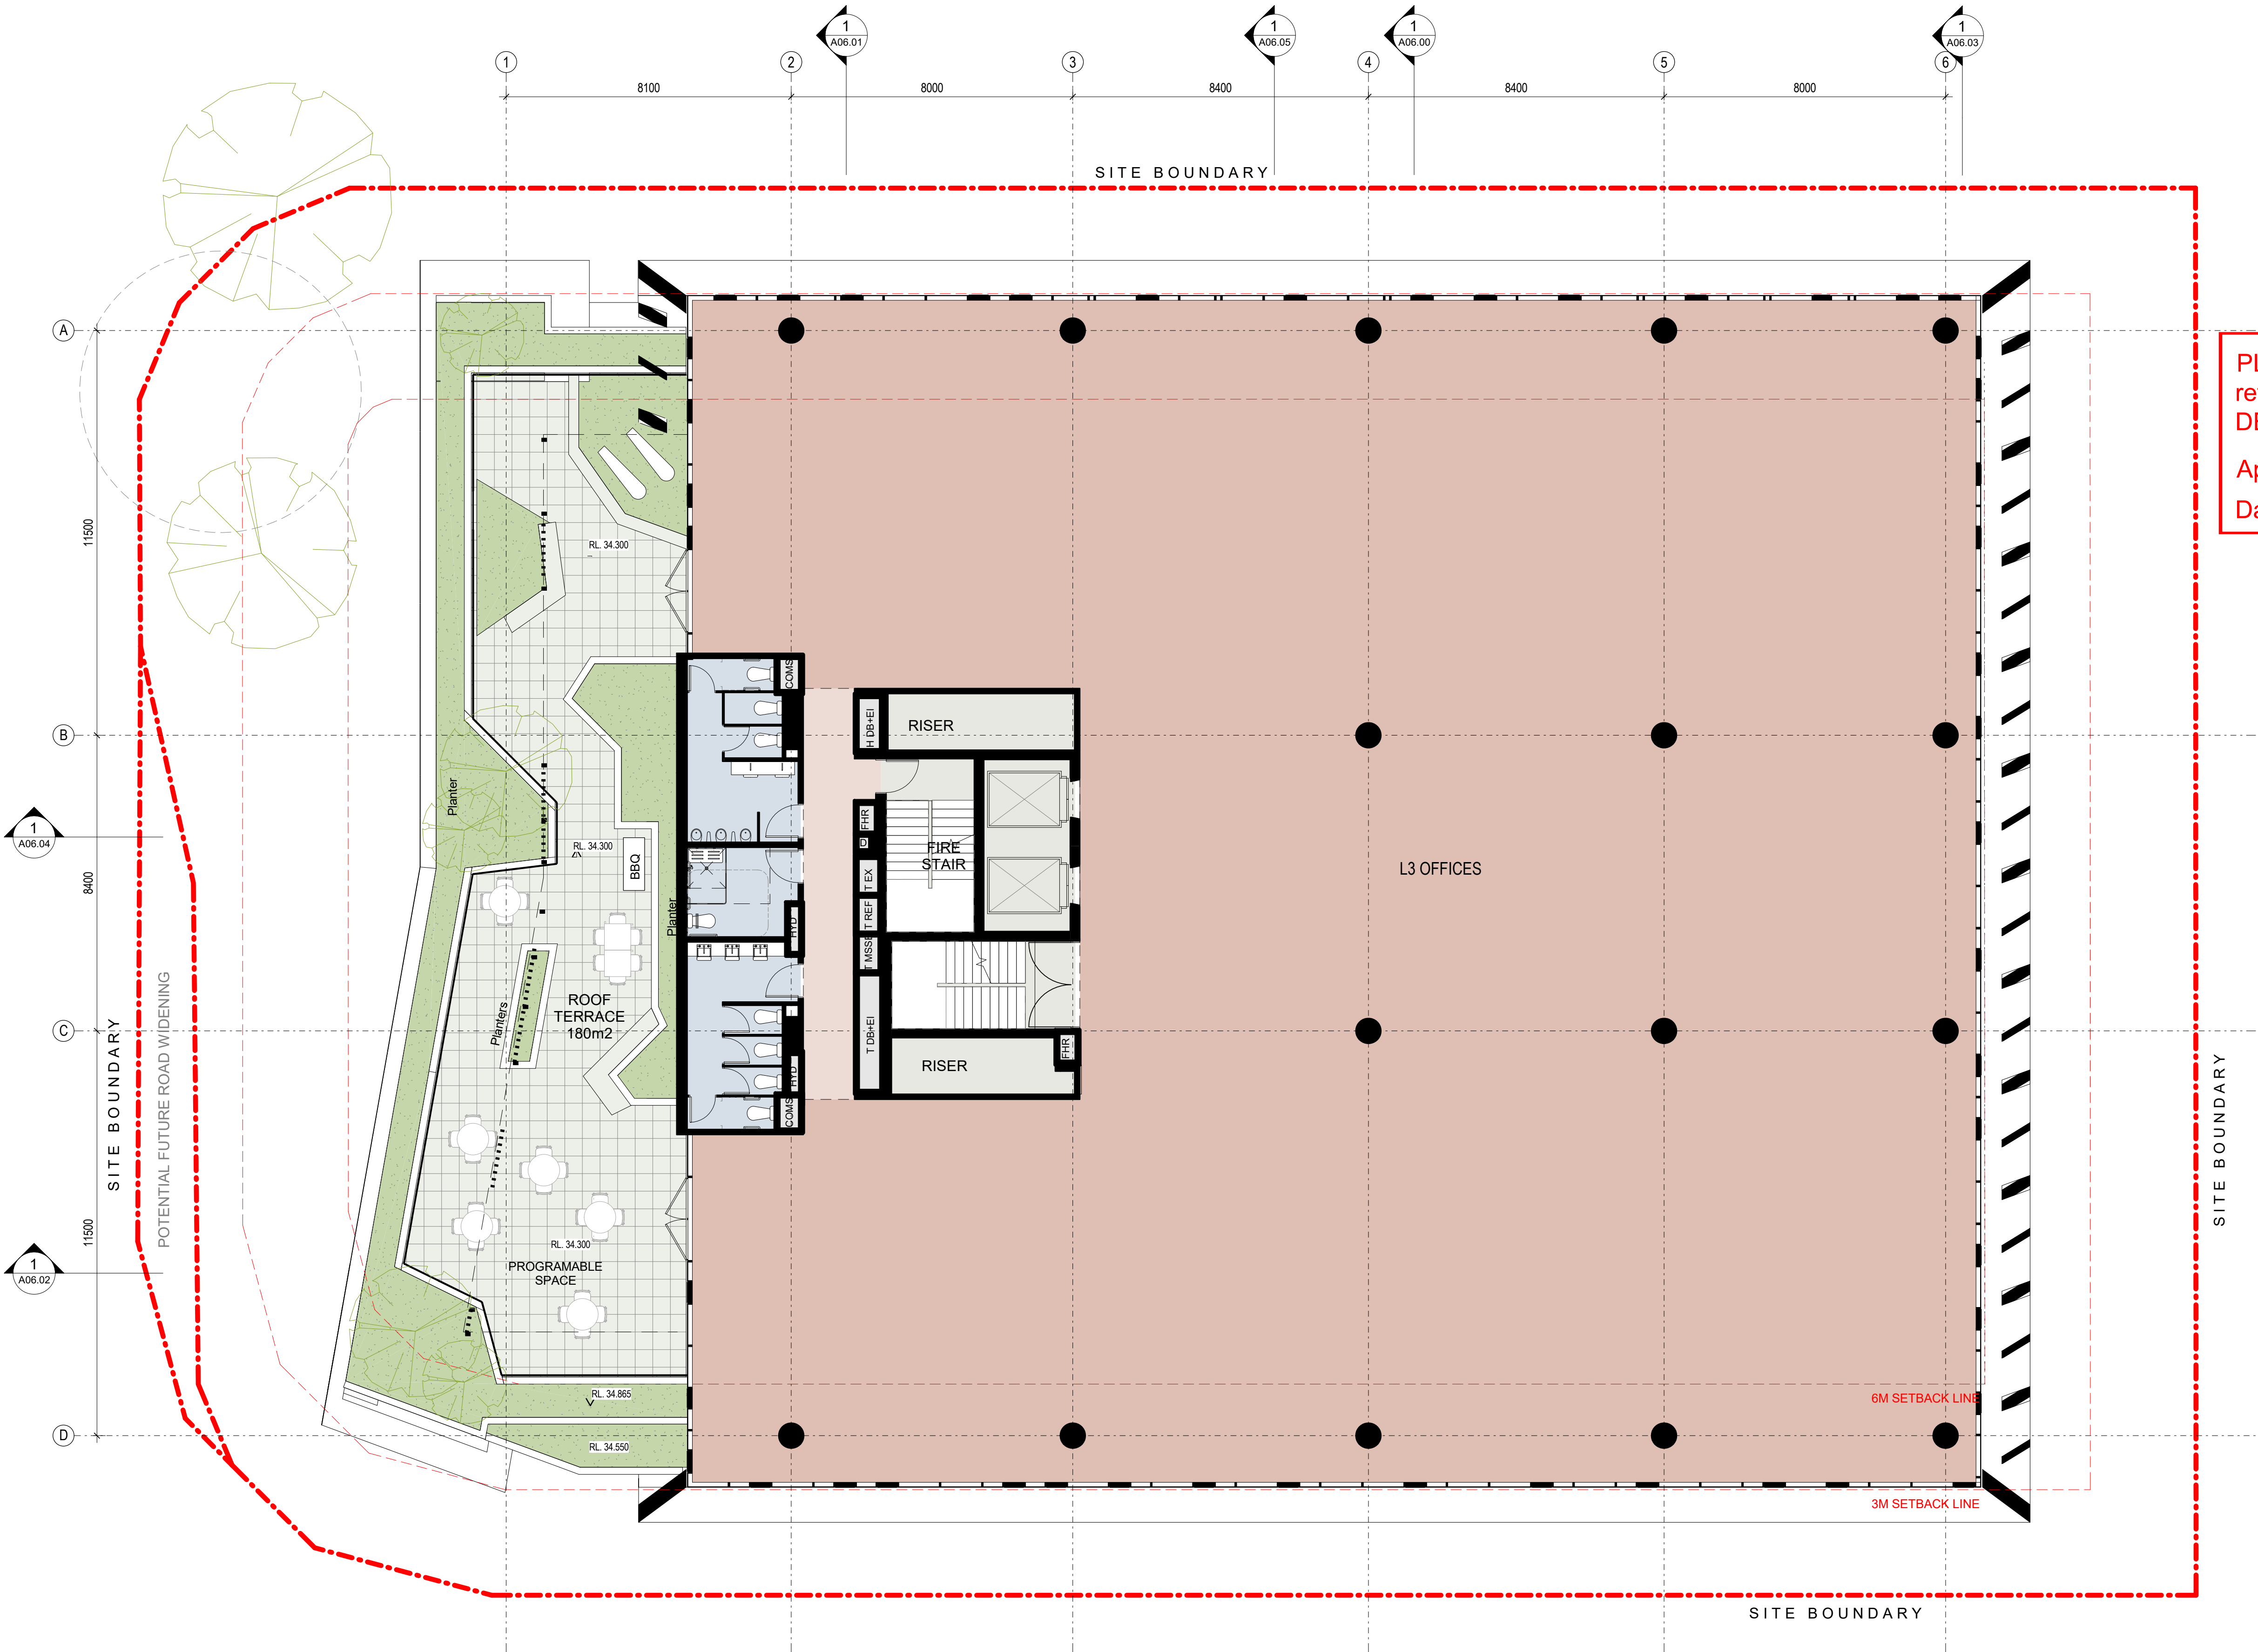 1
A06.01
1
A06.05
1
A06.00
1
A06.03
1
2
3
4
5
6
8100
8000
8400
8400
8000
SITE BOUNDARY
A
B
C
D
11500
8400
11500
1
A06.04
1
A06.02
SITE BOUNDARY
POTENTIAL FUTURE ROAD WIDENING
RL. 34.300
Planter
RL. 34.300
BBQ
Planter
Planters
ROOF
TERRACE
180m2
RL. 34.300
PROGRAMABLE
SPACE
RL. 34.865
RL. 34.550
COMS
HYD
HYD
COMS
H DB+EI
RISER
FHR
D
FIRE
STAIR
T EX
T REF
T MSSB
T DB+EI
RISER
FHR
L3 OFFICES
6M SETBACK LINE
3M SETBACK LINE
SITE BOUNDARY
SITE BOUNDARY